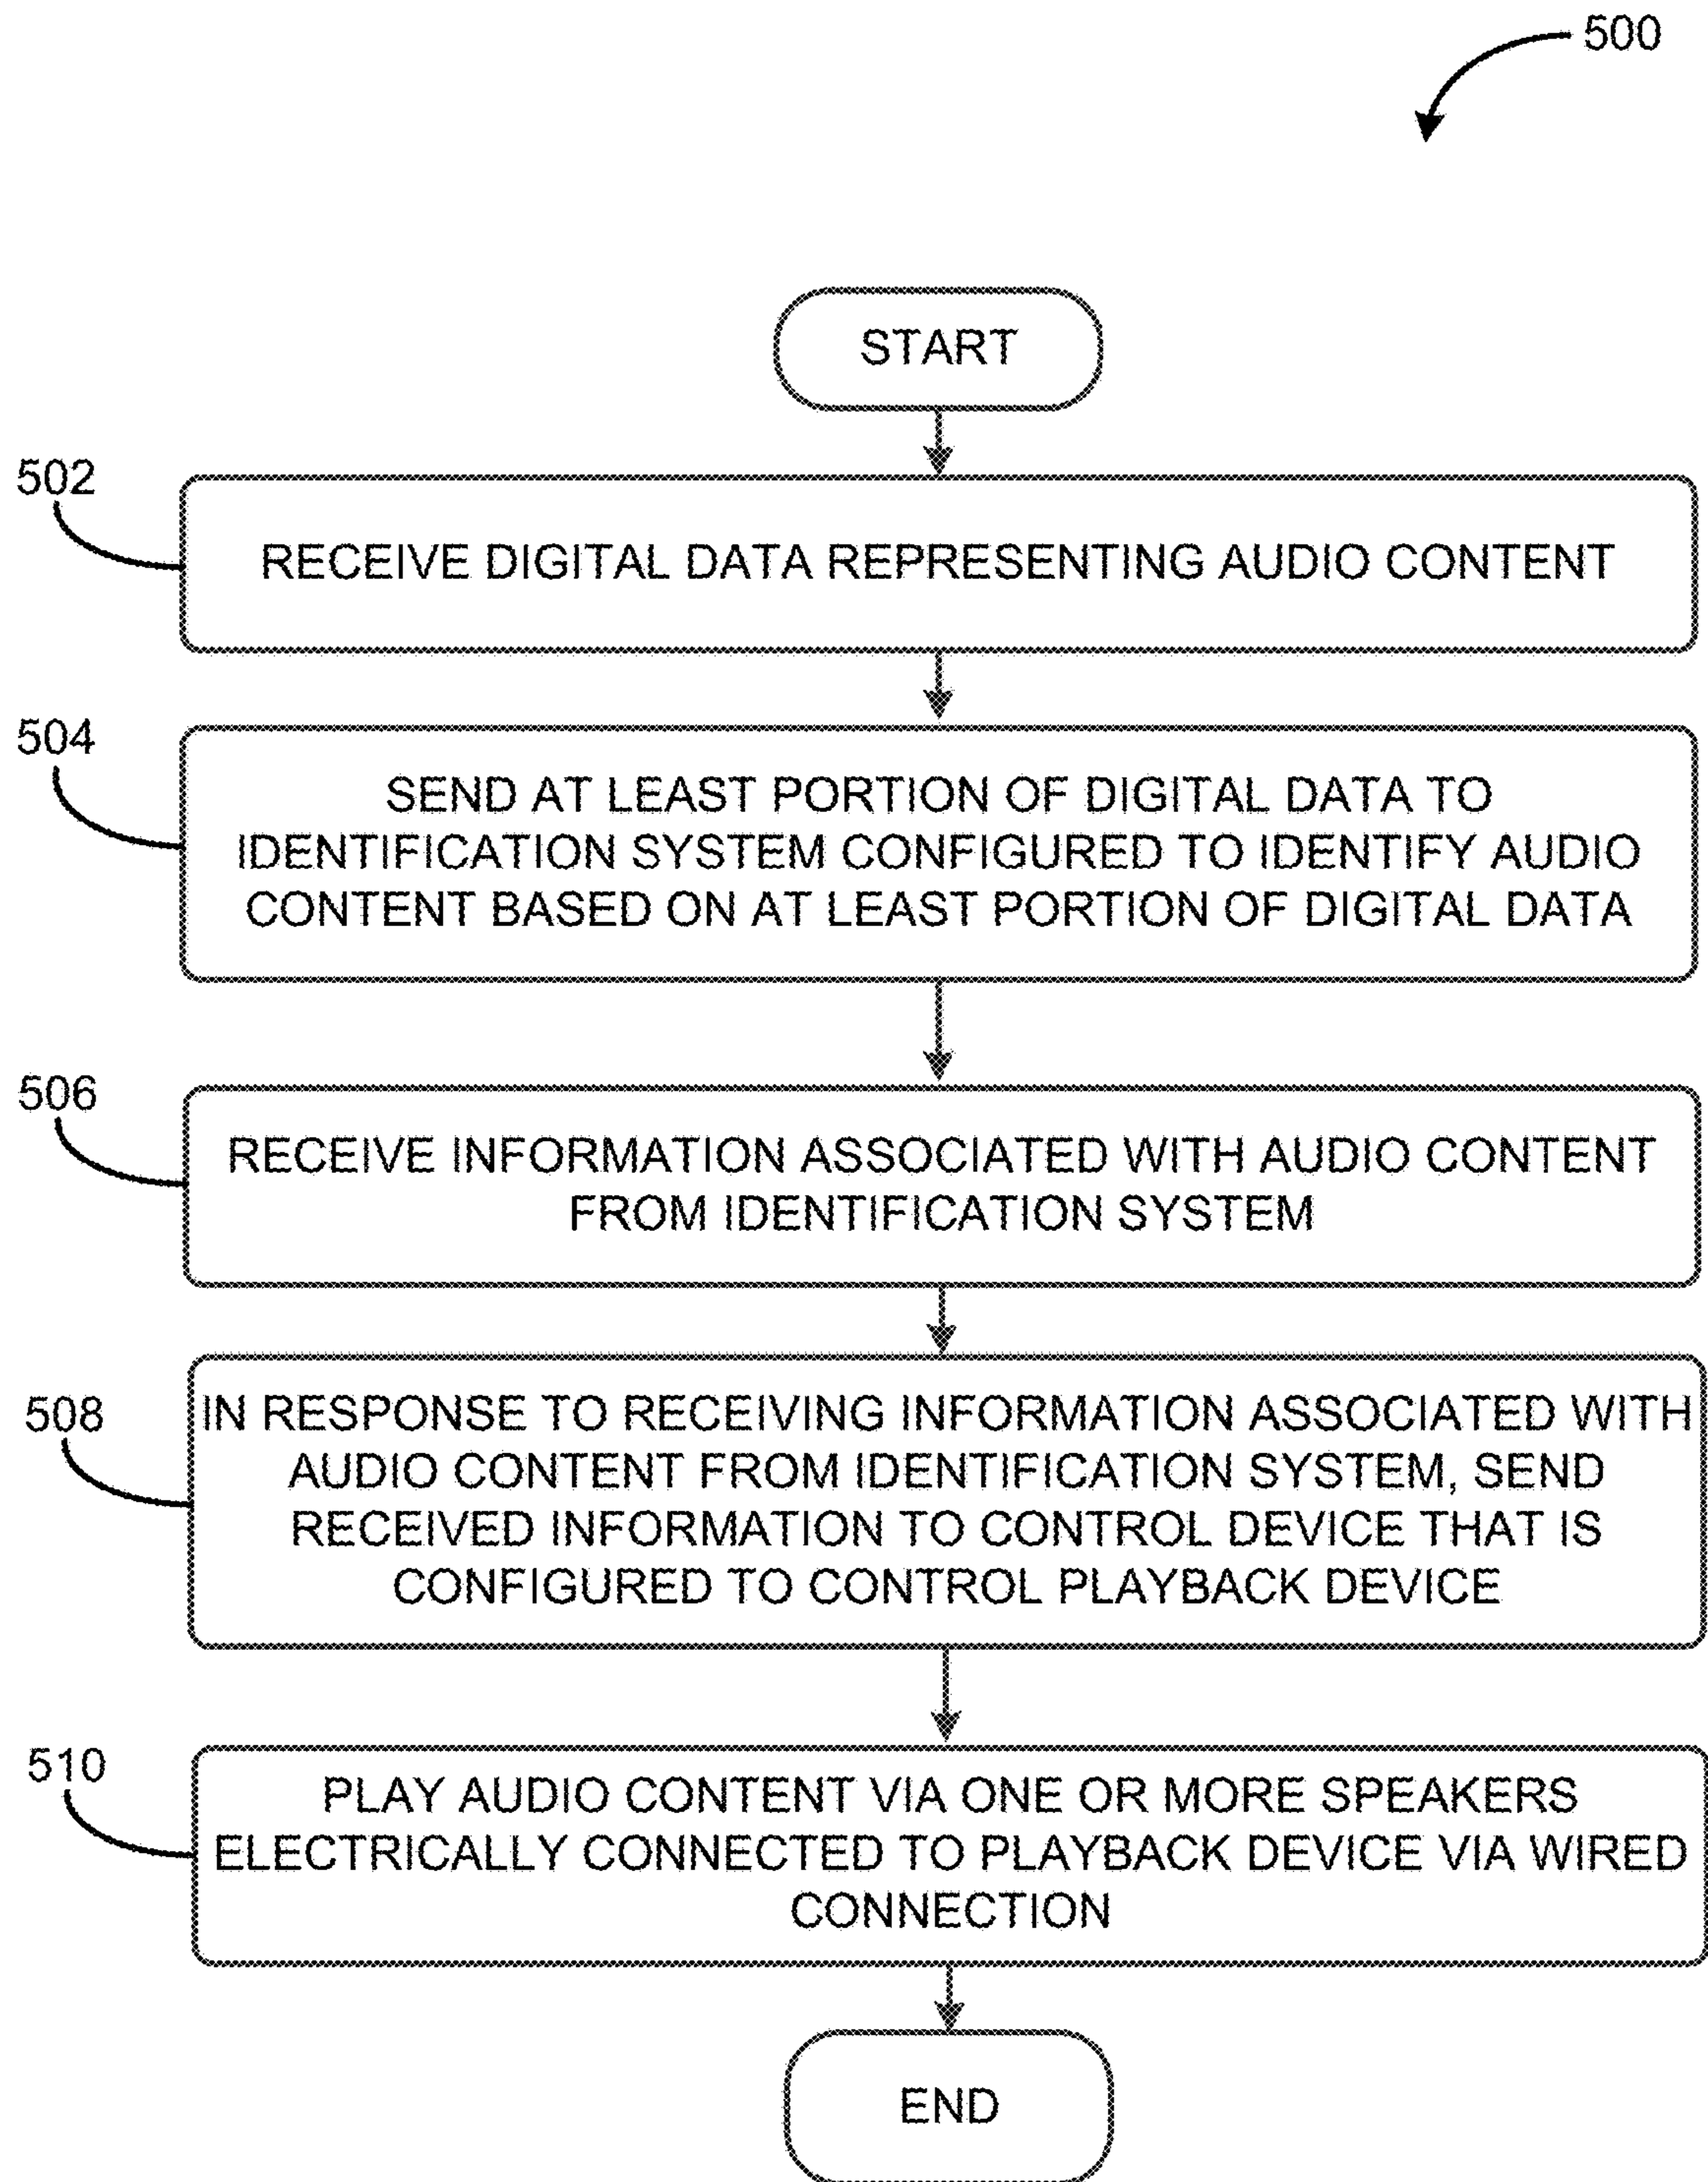 500
START
502
RECEIVE DIGITAL DATA REPRESENTING AUDIO CONTENT
504
SEND AT LEAST PORTION OF DIGITAL DATA TO
IDENTIFICATION SYSTEM CONFIGURED TO IDENTIFY AUDIO
CONTENT BASED ON AT LEAST PORTION OF DIGITAL DATA
506
RECEIVE INFORMATION ASSOCIATED WITH AUDIO CONTENT
FROM IDENTIFICATION SYSTEM
508
IN RESPONSE TO RECEIVING INFORMATION ASSOCIATED WITH
AUDIO CONTENT FROM IDENTIFICATION SYSTEM, SEND
RECEIVED INFORMATION TO CONTROL DEVICE THAT IS
CONFIGURED TO CONTROL PLAYBACK DEVICE
510
PLAY AUDIO CONTENT VIA ONE OR MORE SPEAKERS
ELECTRICALLY CONNECTED TO PLAYBACK DEVICE VIA WIRED
CONNECTION
END